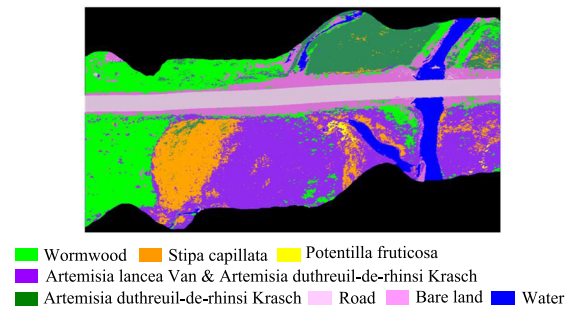 Wormwood Stipa capillata Potentilla fruticosa
Artemisia lancea Van & Artemisia duthreuil-de-rhinsi Krasch
Artemisia duthreuil-de-rhinsi Krasch Road Bare land Water